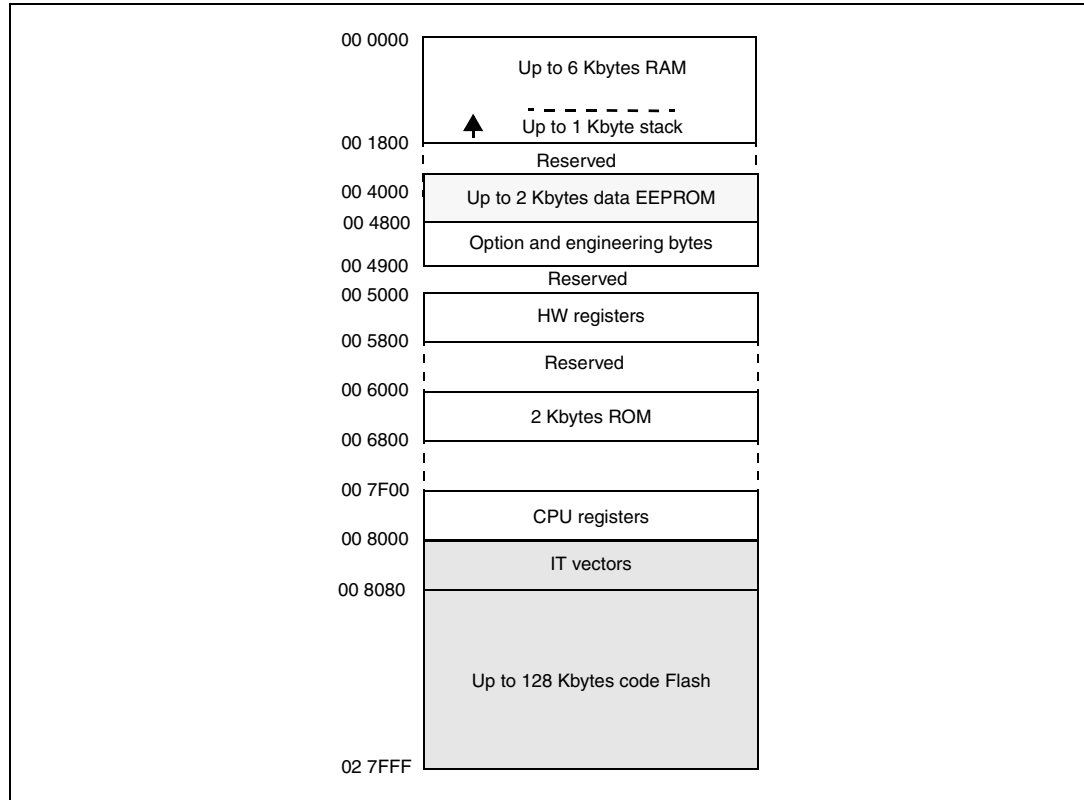 00 0000
Up to 6 Kbytes RAM
Up to 1 Kbyte stack
00 1800
Reserved
00 4000
Up to 2 Kbytes data EEPROM
00 4800
Option and engineering bytes
00 4900
Reserved
00 5000
HW registers
00 5800
Reserved
00 6000
2 Kbytes ROM
00 6800
00 7F00
CPU registers
00 8000
IT vectors
00 8080
Up to 128 Kbytes code Flash
02 7FFF